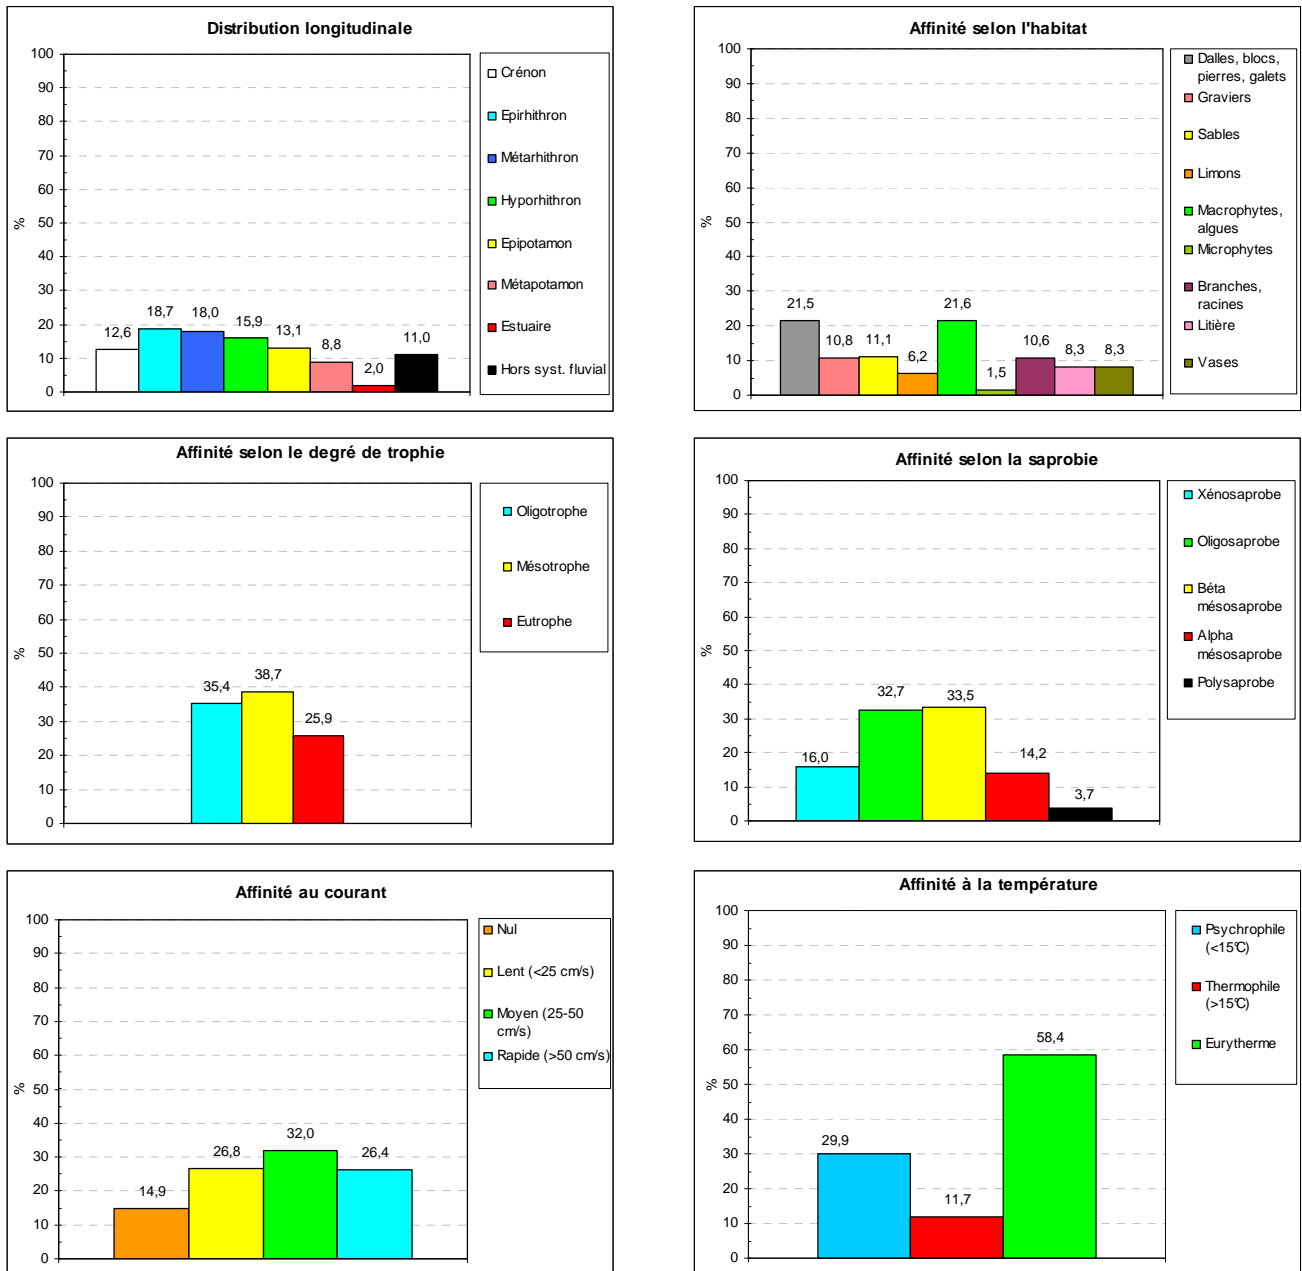 Distribution longitudinale
100
90
80
70
60
50
40
30
20
10
0
%
12,6
18,7
18,0
15,9
13,1
8,8
2,0
11,0
Crénon
Epirhithron
Métarhithron
Hyporhithron
Epipotamon
Métapotamon
Estuaire
Hors syst. fluvial
Affinité selon l'habitat
100
90
80
70
60
50
40
30
20
10
0
%
21,5
10,8
11,1
6,2
21,6
1,5
10,6
8,3
8,3
Dalles, blocs,
pierres, galets
Graviers
Sables
Limons
Macrophytes,
algues
Microphytes
Branches,
racines
Litière
Vases
Affinité selon le degré de trophie
100
90
80
70
60
50
40
30
20
10
0
%
35,4
38,7
25,9
Oligotrophe
Mésotrophe
Eutrophe
Affinité selon la saprobie
100
90
80
70
60
50
40
30
20
10
0
%
16,0
32,7
33,5
14,2
3,7
Xénosaprobe
Oligosaprobe
Béta
mésosaprobe
Alpha
mésosaprobe
Polysaprobe
Affinité au courant
100
90
80
70
60
50
40
30
20
10
0
%
14,9
26,8
32,0
26,4
Nul
Lent (<25 cm/s)
Moyen (25-50
cm/s)
Rapide (>50 cm/s)
Affinité à la température
100
90
80
70
60
50
40
30
20
10
0
%
29,9
11,7
58,4
Psychrophile
(<15°C)
Thermophile
(>15°C)
Eurytherme